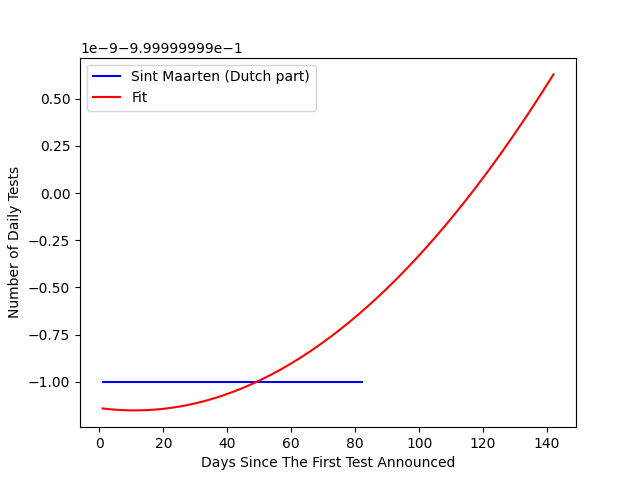 1e−9−9.99999999e−1
Sint Maarten (Dutch part)
Fit
0.50
0.25
0.00
−0.25
−0.50
−0.75
−1.00
Number of Daily Tests
0 20 40 60 80 100 120 140
Days Since The First Test Announced